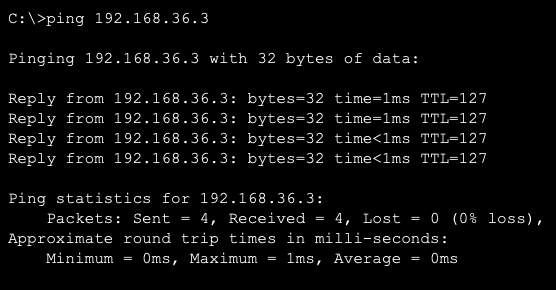 C:\>ping 192.168.36.3
Pinging 192.168.36.3 with 32 bytes of data:
Reply from 192.168.36.3: bytes=32 time=1ms TTL=127
Reply from 192.168.36.3: bytes=32 time=1ms TTL=127
Reply from 192.168.36.3: bytes=32 time<1ms TTL=127
Reply from 192.168.36.3: bytes=32 time<1ms TTL=127
Ping statistics for 192.168.36.3:
    Packets: Sent = 4, Received = 4, Lost = 0 (0% loss),
Approximate round trip times in milli-seconds:
    Minimum = 0ms, Maximum = 1ms, Average = 0ms